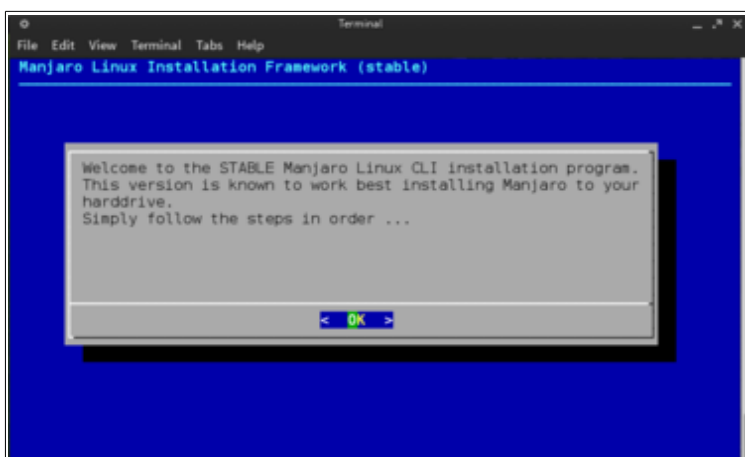 Terminal
File Edit View Terminal Tabs Help
Manjaro Linux Installation Framework (stable)
Welcome to the STABLE Manjaro Linux CLI installation program.
This version is known to work best installing Manjaro to your
harddrive.
Simply follow the steps in order ...
< OK >